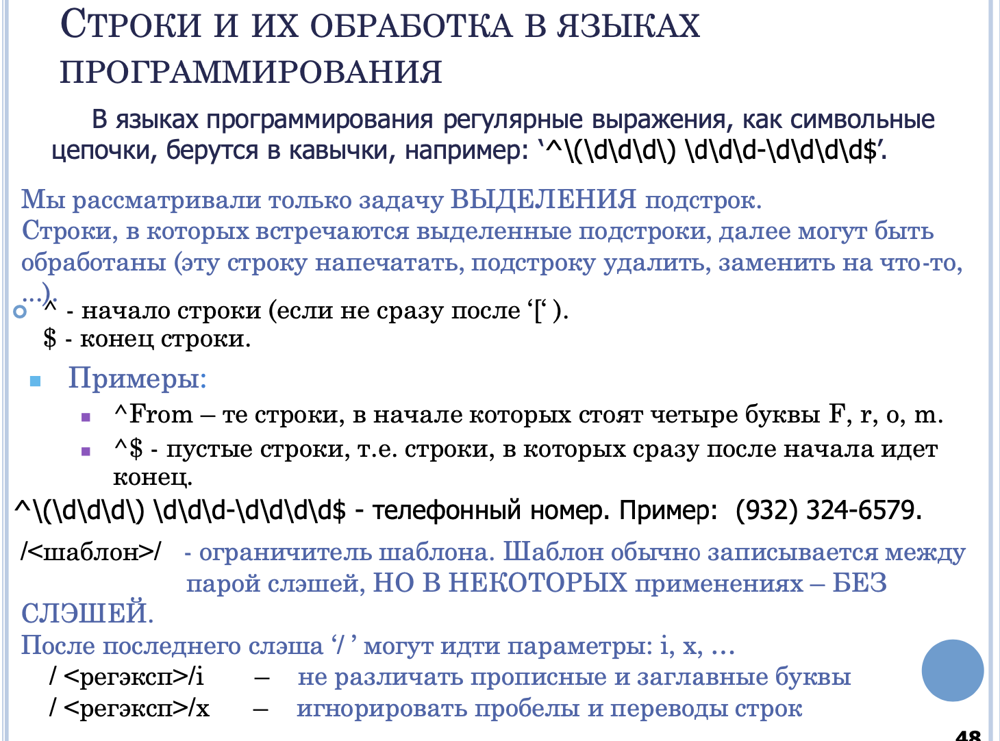 Строки и их обработка в языках
программирования
В языках программирования регулярные выражения, как символьные
цепочки, берутся в кавычки, например: ‘^\(\d\d\d\) \d\d\d-\d\d\d\d$’.
Мы рассматривали только задачу ВЫДЕЛЕНИЯ подстрок.
Строки, в которых встречаются выделенные подстроки, далее могут быть
обработаны (эту строку напечатать, подстроку удалить, заменить на что-то,
...).
^ - начало строки (если не сразу после ‘[‘ ).
$ - конец строки.
Примеры:
^From – те строки, в начале которых стоят четыре буквы F, r, o, m.
^$ - пустые строки, т.е. строки, в которых сразу после начала идет
конец.
^\(\d\d\d\) \d\d\d-\d\d\d\d$ - телефонный номер. Пример: (932) 324-6579.
/<шаблон>/ - ограничитель шаблона. Шаблон обычно записывается между
парой слэшей, НО В НЕКОТОРЫХ применениях – БЕЗ
СЛЭШЕЙ.
После последнего слэша ‘/ ’ могут идти параметры: i, x, ...
/ <регэксп>/i – не различать прописные и заглавные буквы
/ <регэксп>/x – игнорировать пробелы и переводы строк
48